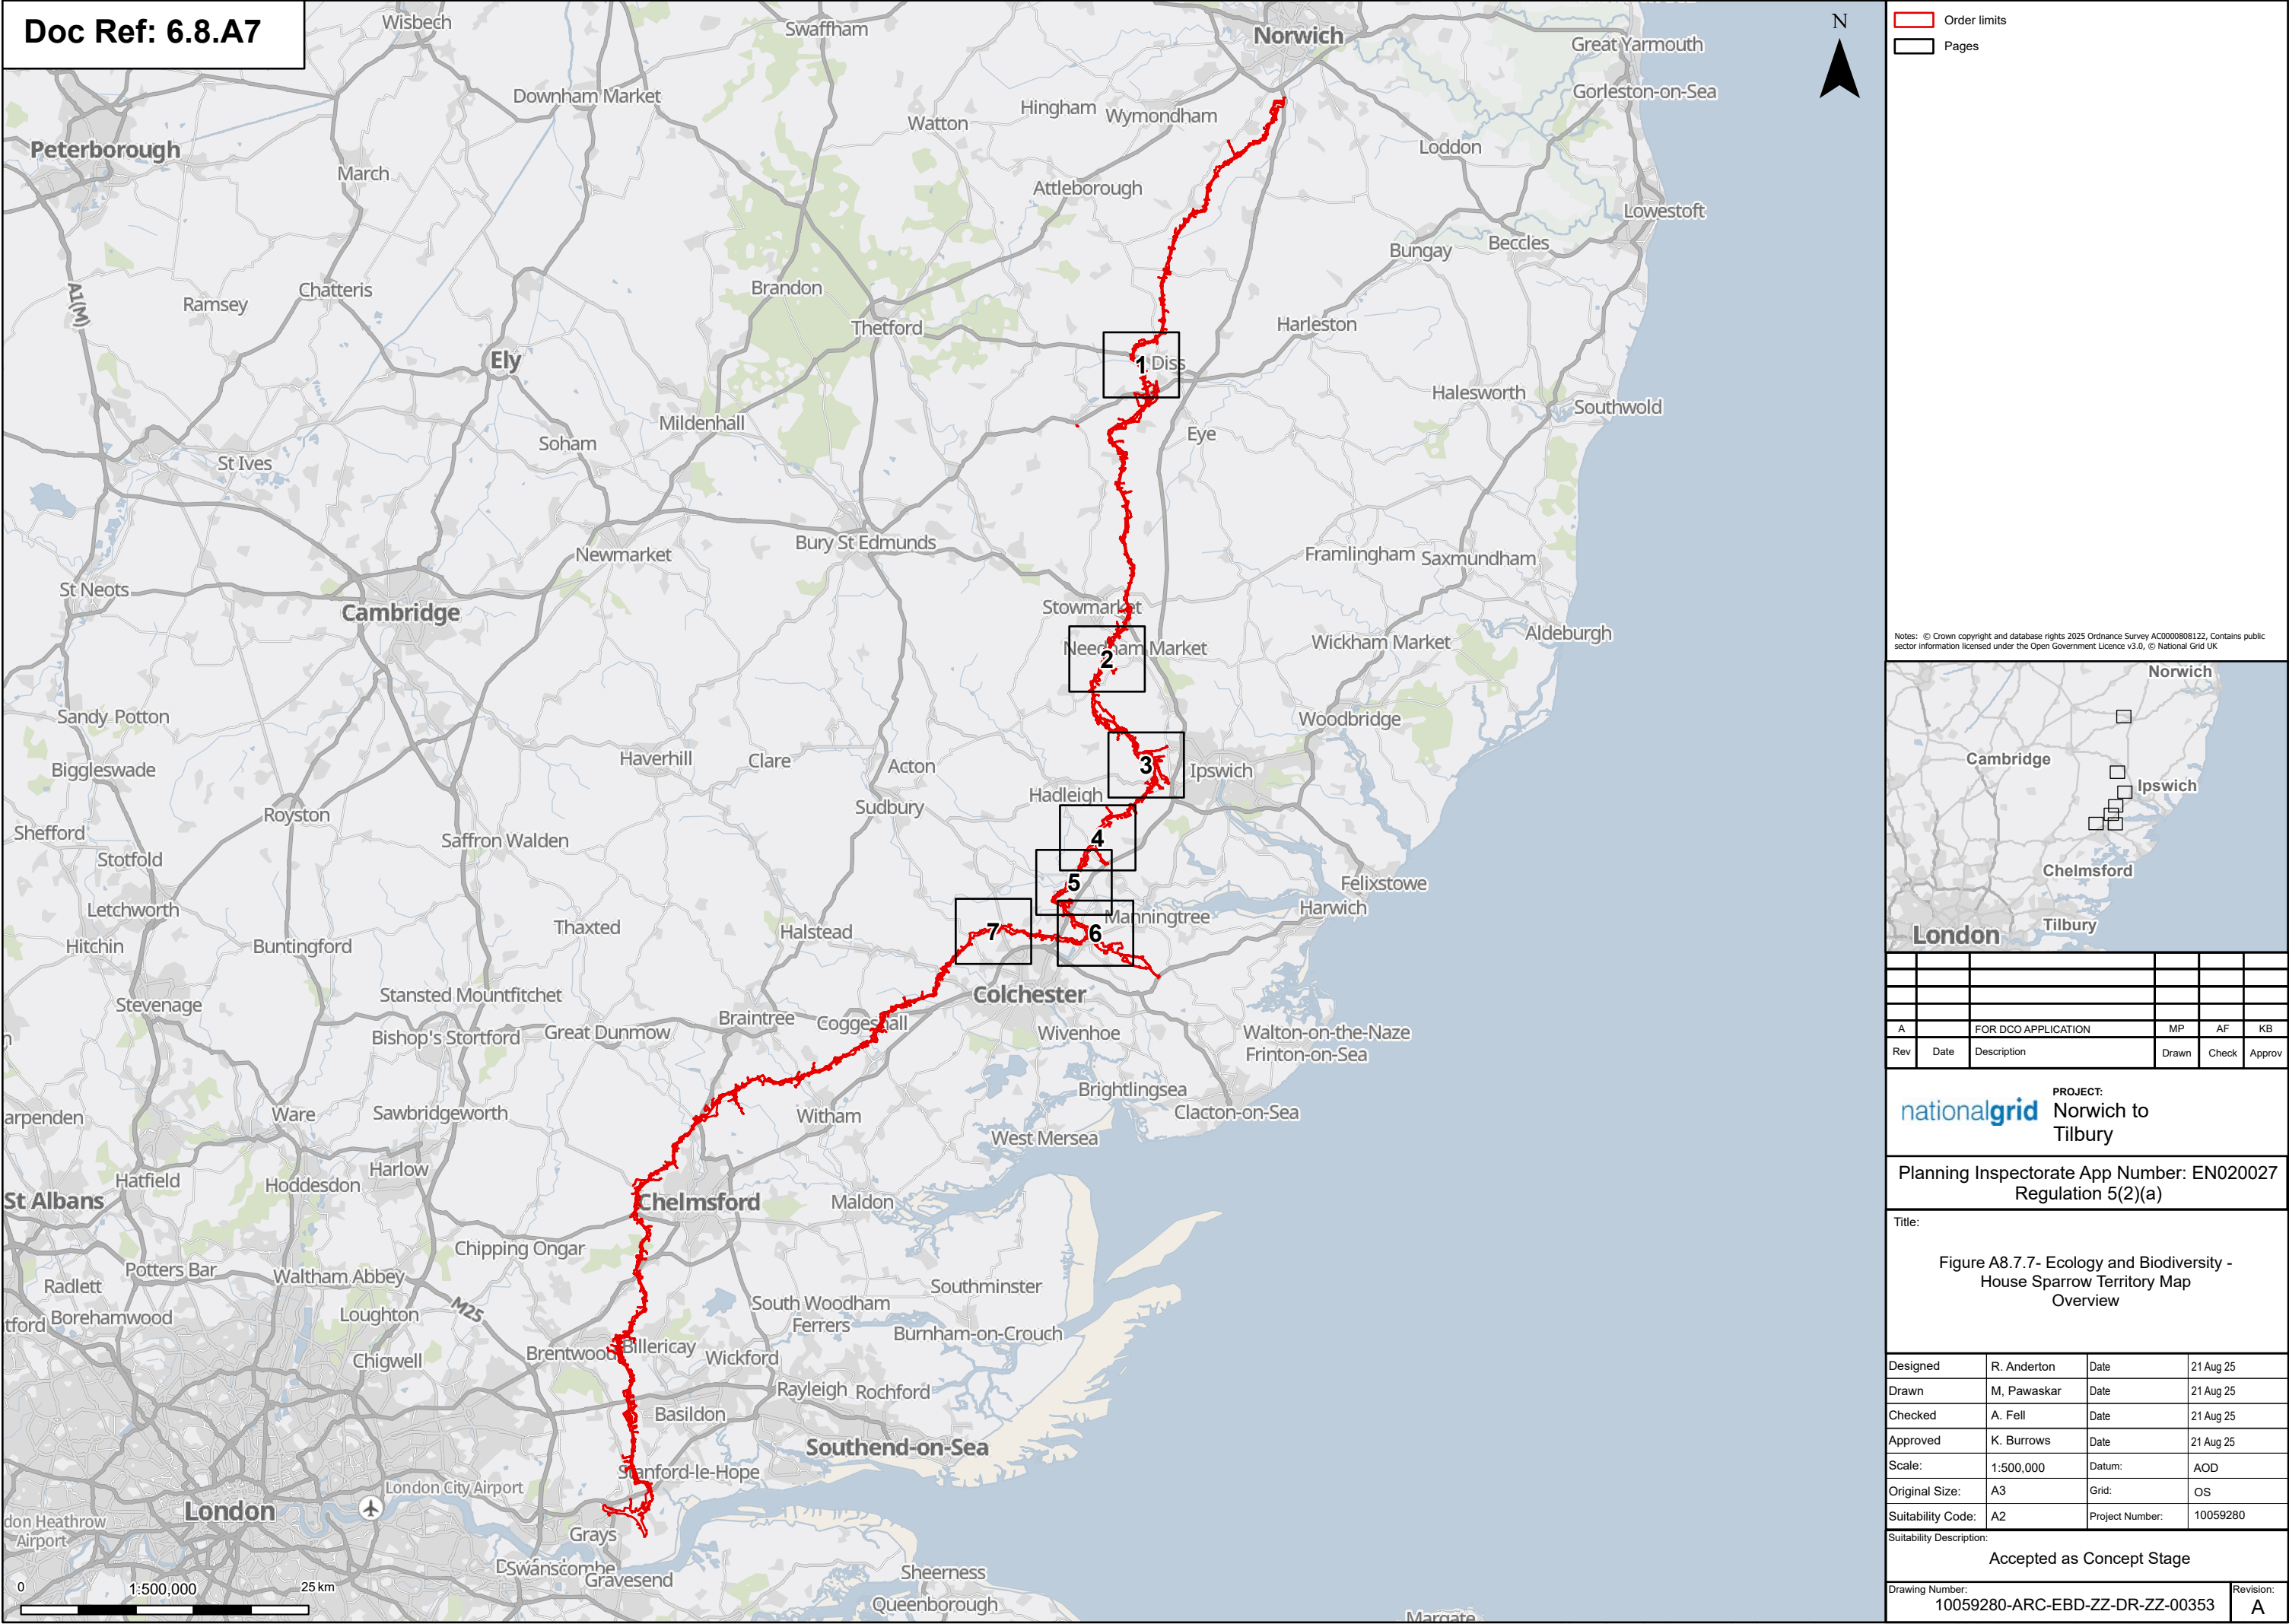 Doc Ref: 6.8.A7
Wisbech
Swaffham
Norwich
Great Yarmouth
N
Downham Market
Hingham
Wymondham
Gorleston-on-Sea
Watton
Peterborough
March
Loddon
Attleborough
Lowestoft
Bungay
Beccles
A1(M)
Ramsey
Chatteris
Brandon
Thetford
Harleston
Ely
1
Diss
Halesworth
Southwold
Mildenhall
Soham
Eye
St Ives
Newmarket
Bury St Edmunds
Framlingham
Saxmundham
St Neots
Cambridge
Stowmarket
Wickham Market
Aldeburgh
Needham Market
2
Sandy Potton
Woodbridge
Biggleswade
Haverhill
Clare
Acton
3
Ipswich
Hadleigh
Sudbury
Royston
Shefford
Saffron Walden
4
Stotfold
5
Felixstowe
Letchworth
Harwich
Manningtree
Thaxted
Halstead
7
6
Hitchin
Buntingford
Colchester
Stansted Mountfitchet
Stevenage
Braintree
Coggeshall
Bishop's Stortford
Great Dunmow
Wivenhoe
Walton-on-the-Naze
Frinton-on-Sea
Brightlingsea
arpenden
Ware
Sawbridgeworth
Witham
Clacton-on-Sea
West Mersea
Harlow
Hatfield
Hoddesdon
St Albans
Chelmsford
Maldon
Chipping Ongar
Potters Bar
Waltham Abbey
Radlett
Southminster
South Woodham
Ferrers
M25
Loughton
Borehamwood
tford
Burnham-on-Crouch
Brentwood
Billericay
Wickford
Chigwell
Rayleigh
Rochford
Basildon
Southend-on-Sea
Stanford-le-Hope
London City Airport
London
don Heathrow
Airport
Grays
Swanscombe
Gravesend
Sheerness
Queenborough
Margate
0
1:500,000
25 km
Order limits
Pages
Notes: © Crown copyright and database rights 2025 Ordnance Survey AC0000808122, Contains public
sector information licensed under the Open Government Licence v3.0, © National Grid UK
Norwich
Cambridge
Ipswich
Chelmsford
Tilbury
London
A FOR DCO APPLICATION MP AF KB
Rev Date Description Drawn Check Approv
nationalgrid
PROJECT:
Norwich to
Tilbury
Planning Inspectorate App Number: EN020027
Regulation 5(2)(a)
Title:
Figure A8.7.7- Ecology and Biodiversity -
House Sparrow Territory Map
Overview
Designed R. Anderton Date 21 Aug 25
Drawn M, Pawaskar Date 21 Aug 25
Checked A. Fell Date 21 Aug 25
Approved K. Burrows Date 21 Aug 25
Scale: 1:500,000 Datum: AOD
Original Size: A3 Grid: OS
Suitability Code: A2 Project Number: 10059280
Suitability Description:
Accepted as Concept Stage
Drawing Number:
10059280-ARC-EBD-ZZ-DR-ZZ-00353
Revision:
A